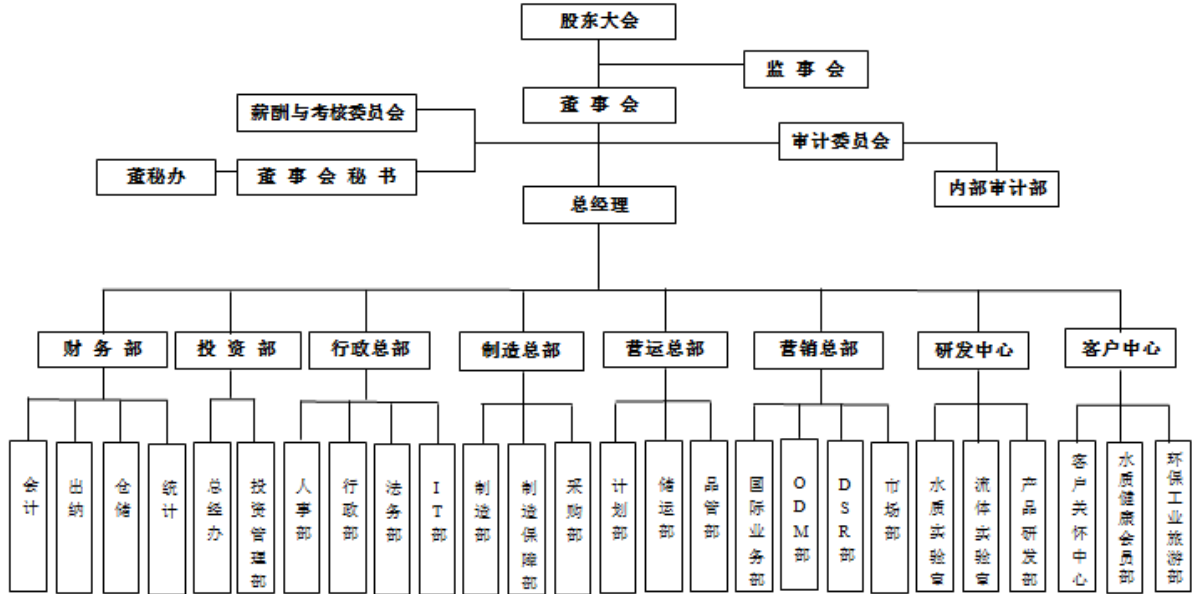 股东大会
监 事 会
董 事 会
薪酬与考核委员会
审计委员会
董秘办
董 事 会 秘 书
内部审计部
总经理
财 务 部
投 资 部
行政总部
制造总部
营运总部
营销总部
研发中心
客户中心
会计
出纳
仓储
统计
总经办
投资管理部
人事部
行政部
法务部
IT部
制造部
制造保障部
采购部
计划部
储运部
品管部
国际业务部
ODM部
DSR部
市场部
水质实验室
流体实验室
产品研发部
客户关怀中心
水质健康会员部
环保工业旅游部